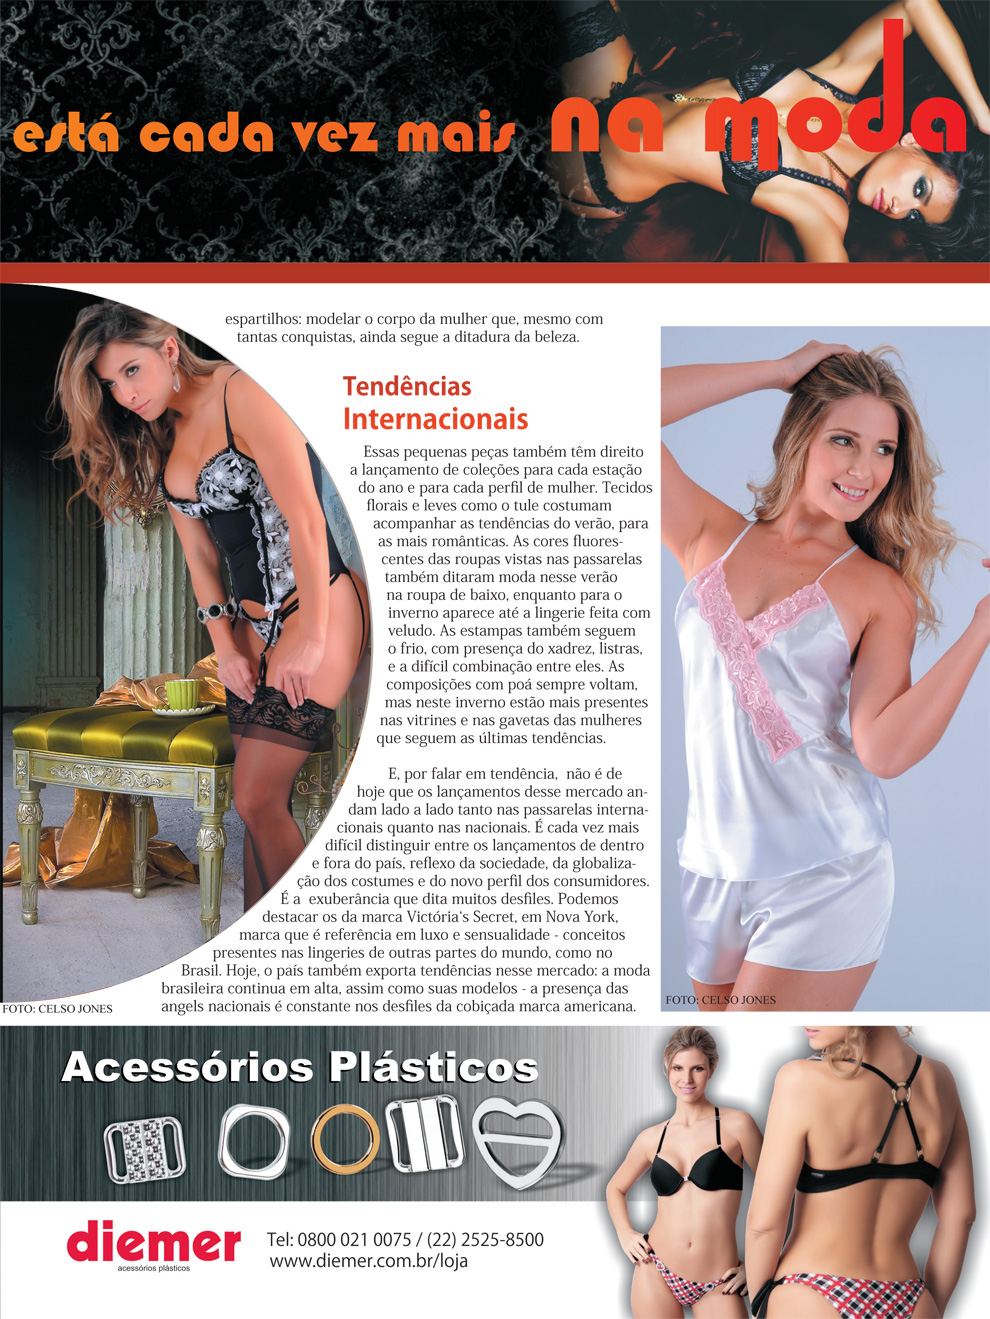 está cada vez mais na moda
espartilhos: modelar o corpo da mulher que, mesmo com
tantas conquistas, ainda segue a ditadura da beleza.
Tendências
Internacionais
Essas pequenas peças também têm direito
a lançamento de coleções para cada estação
do ano e para cada perfil de mulher. Tecidos
florais e leves como o tule costumam
acompanhar as tendências do verão, para
as mais românticas. As cores fluores-
centes das roupas vistas nas passarelas
também ditaram moda nesse verão
na roupa de baixo, enquanto para o
inverno aparece até a lingerie feita com
veludo. As estampas também seguem
o frio, com presença do xadrez, listras,
e a difícil combinação entre eles. As
composições com poá sempre voltam,
mas neste inverno estão mais presentes
nas vitrines e nas gavetas das mulheres
que seguem as últimas tendências.
E, por falar em tendência, não é de
hoje que os lançamentos desse mercado an-
dam lado a lado tanto nas passarelas interna-
cionais quanto nas nacionais. É cada vez mais
difícil distinguir entre os lançamentos de dentro
e fora do país, reflexo da sociedade, da globaliza-
ção dos costumes e do novo perfil dos consumidores.
É a exuberância que dita muitos desfiles. Podemos
destacar os da marca Victória's Secret, em Nova York,
marca que é referência em luxo e sensualidade - conceitos
presentes nas lingeries de outras partes do mundo, como no
Brasil. Hoje, o país também exporta tendências nesse mercado: a moda
brasileira continua em alta, assim como suas modelos - a presença das
angels nacionais é constante nos desfiles da cobiçada marca americana.
FOTO: CELSO JONES
FOTO: CELSO JONES
Acessórios Plásticos
diemer
acessórios plásticos
Tel: 0800 021 0075 / (22) 2525-8500
www.diemer.com.br/loja